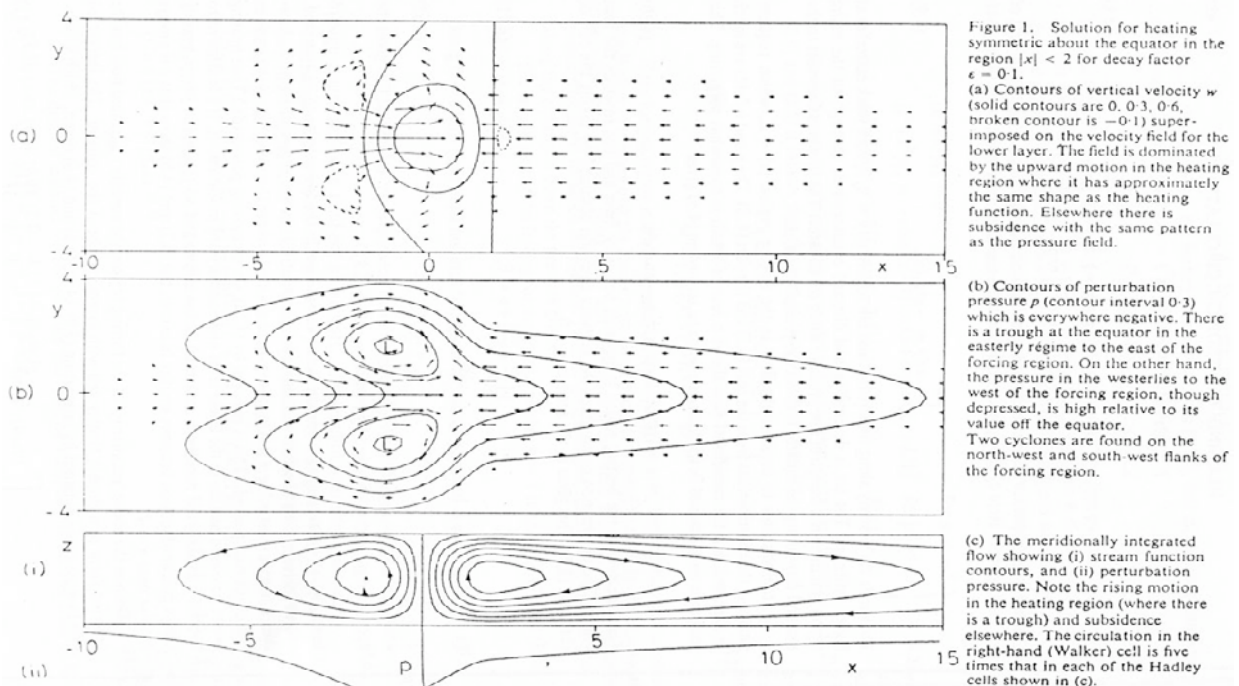 4
y
(a) 0
-4
-10
-5
0
5
x
10
15
Figure 1. Solution for heating
symmetric about the equator in the
region |x| < 2 for decay factor
ε = 0·1.
(a) Contours of vertical velocity w
(solid contours are 0, 0·3, 0·6,
broken contour is −0·1) super-
imposed on the velocity field for the
lower layer. The field is dominated
by the upward motion in the heating
region where it has approximately
the same shape as the heating
function. Elsewhere there is
subsidence with the same pattern
as the pressure field.
4
y
(b) 0
-4
L
L
(b) Contours of perturbation
pressure p (contour interval 0·3)
which is everywhere negative. There
is a trough at the equator in the
easterly régime to the east of the
forcing region. On the other hand,
the pressure in the westerlies to the
west of the forcing region, though
depressed, is high relative to its
value off the equator.
Two cyclones are found on the
north-west and south-west flanks of
the forcing region.
z
(i)
-10
-5
5
10
15
(ii)
p
x
(c) The meridionally integrated
flow showing (i) stream function
contours, and (ii) perturbation
pressure. Note the rising motion
in the heating region (where there
is a trough) and subsidence
elsewhere. The circulation in the
right-hand (Walker) cell is five
times that in each of the Hadley
cells shown in (c).